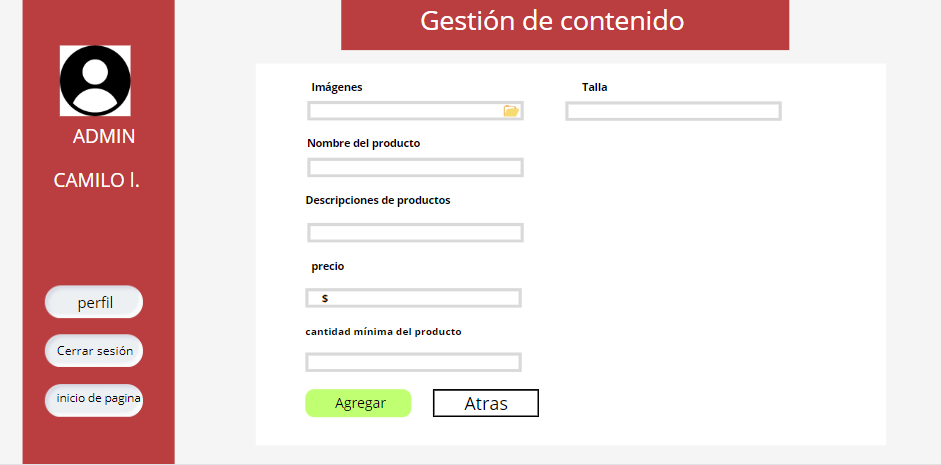 Gestión de contenido
ADMIN
CAMILO l.
perfil
Cerrar sesión
inicio de pagina
Imágenes
Talla
Nombre del producto
Descripciones de productos
precio
$
cantidad mínima del producto
Agregar
Atras